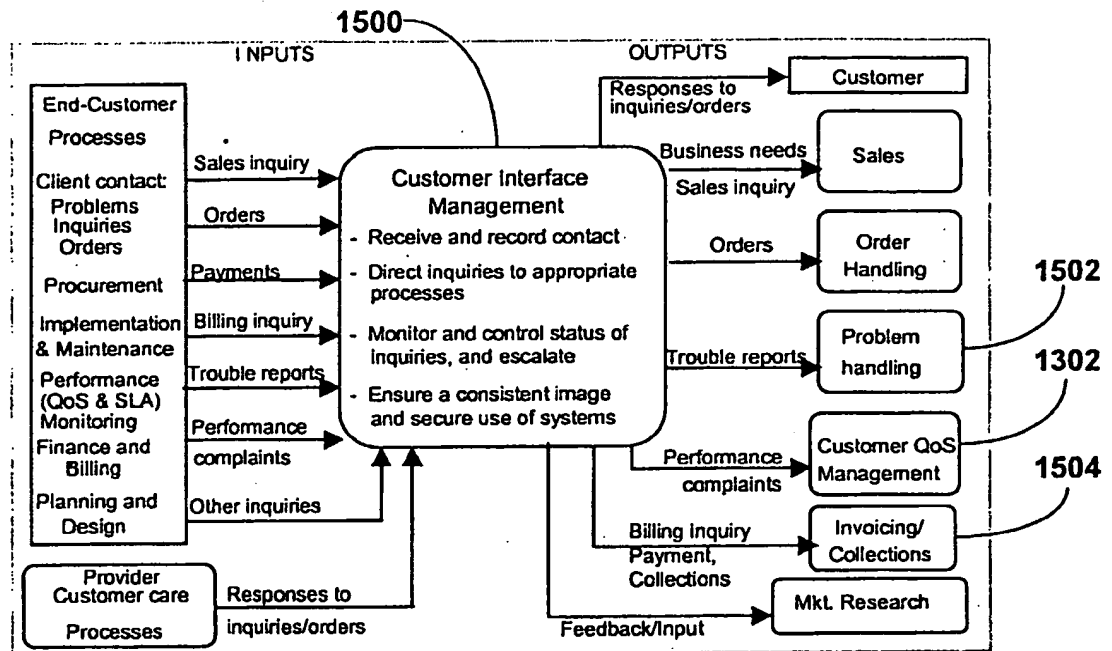 1500
INPUTS
OUTPUTS
End-Customer
Processes
Client contact:
Problems
Inquiries
Orders
Procurement
Implementation
& Maintenance
Performance
(QoS & SLA)
Monitoring
Finance and
Billing
Planning and
Design
Provider
Customer care
Processes
Sales inquiry
Orders
Payments
Billing inquiry
Trouble reports
Performance
complaints
Other inquiries
Responses to
inquiries/orders
Customer Interface
Management
- Receive and record contact
- Direct inquiries to appropriate
processes
- Monitor and control status of
inquiries, and escalate
- Ensure a consistent image
and secure use of systems
Responses to
inquiries/orders
Business needs
Sales inquiry
Orders
Trouble reports
Performance
complaints
Billing Inquiry
Payment,
Collections
Feedback/Input
Customer
Sales
Order
Handling
Problem
handling
Customer QoS
Management
Invoicing/
Collections
Mkt. Research
1502
1302
1504